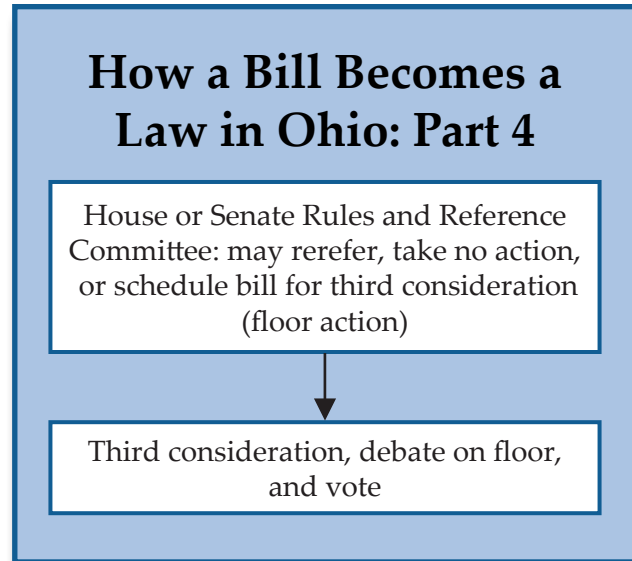 How a Bill Becomes a
Law in Ohio: Part 4
House or Senate Rules and Reference
Committee: may rerefer, take no action,
or schedule bill for third consideration
(floor action)
Third consideration, debate on floor,
and vote